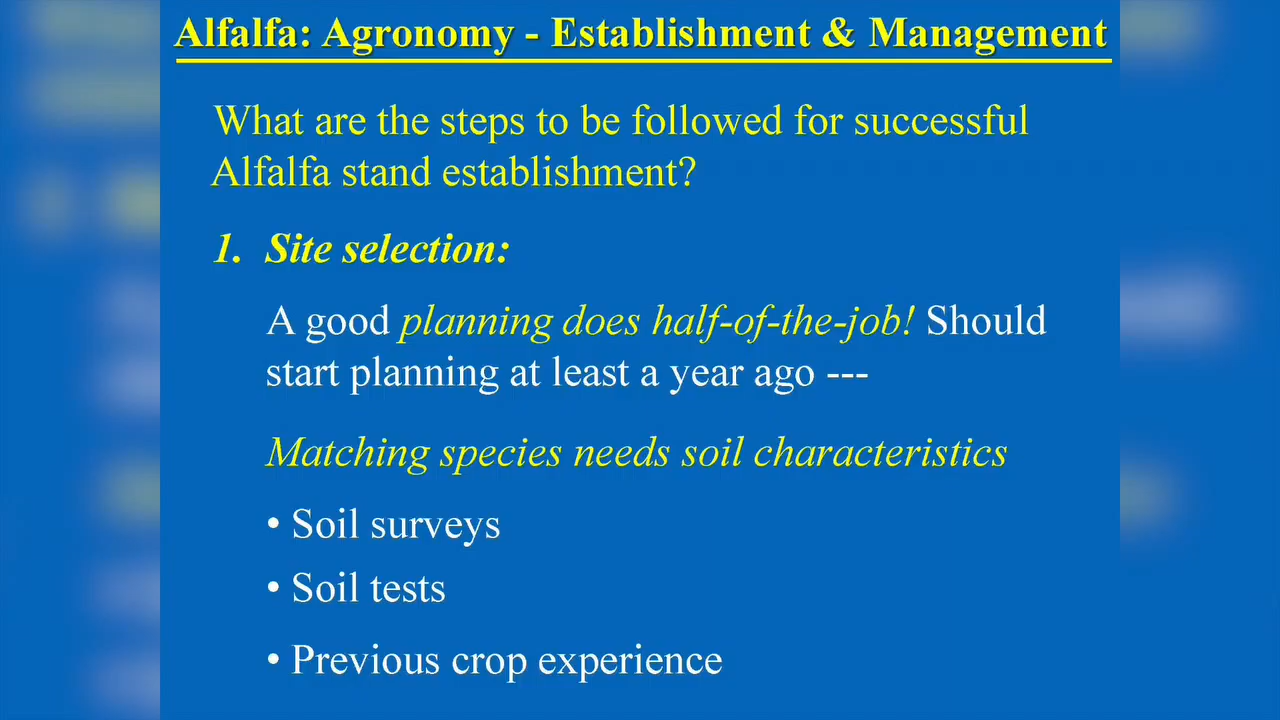 Alfalfa: Agronomy - Establishment & Management
What are the steps to be followed for successful
Alfalfa stand establishment?
1. Site selection:
A good planning does half-of-the-job! Should
start planning at least a year ago ---
Matching species needs soil characteristics
• Soil surveys
• Soil tests
• Previous crop experience